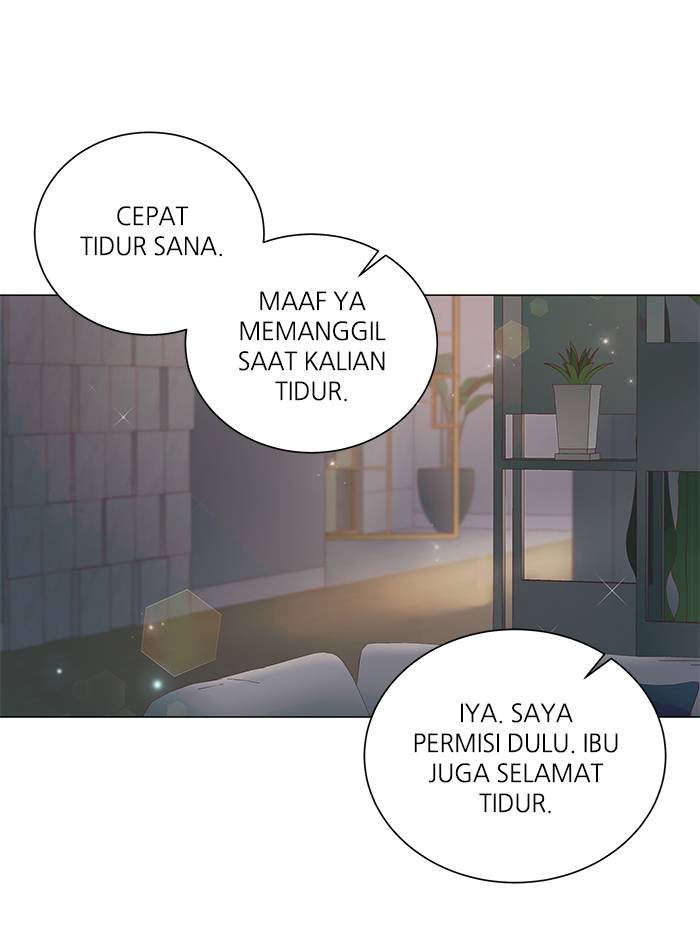 CEPAT
TIDUR SANA.
MAAF YA
MEMANGGIL
SAAT KALIAN
TIDUR.
IYA. SAYA
PERMISI DULU. IBU
JUGA SELAMAT
TIDUR.